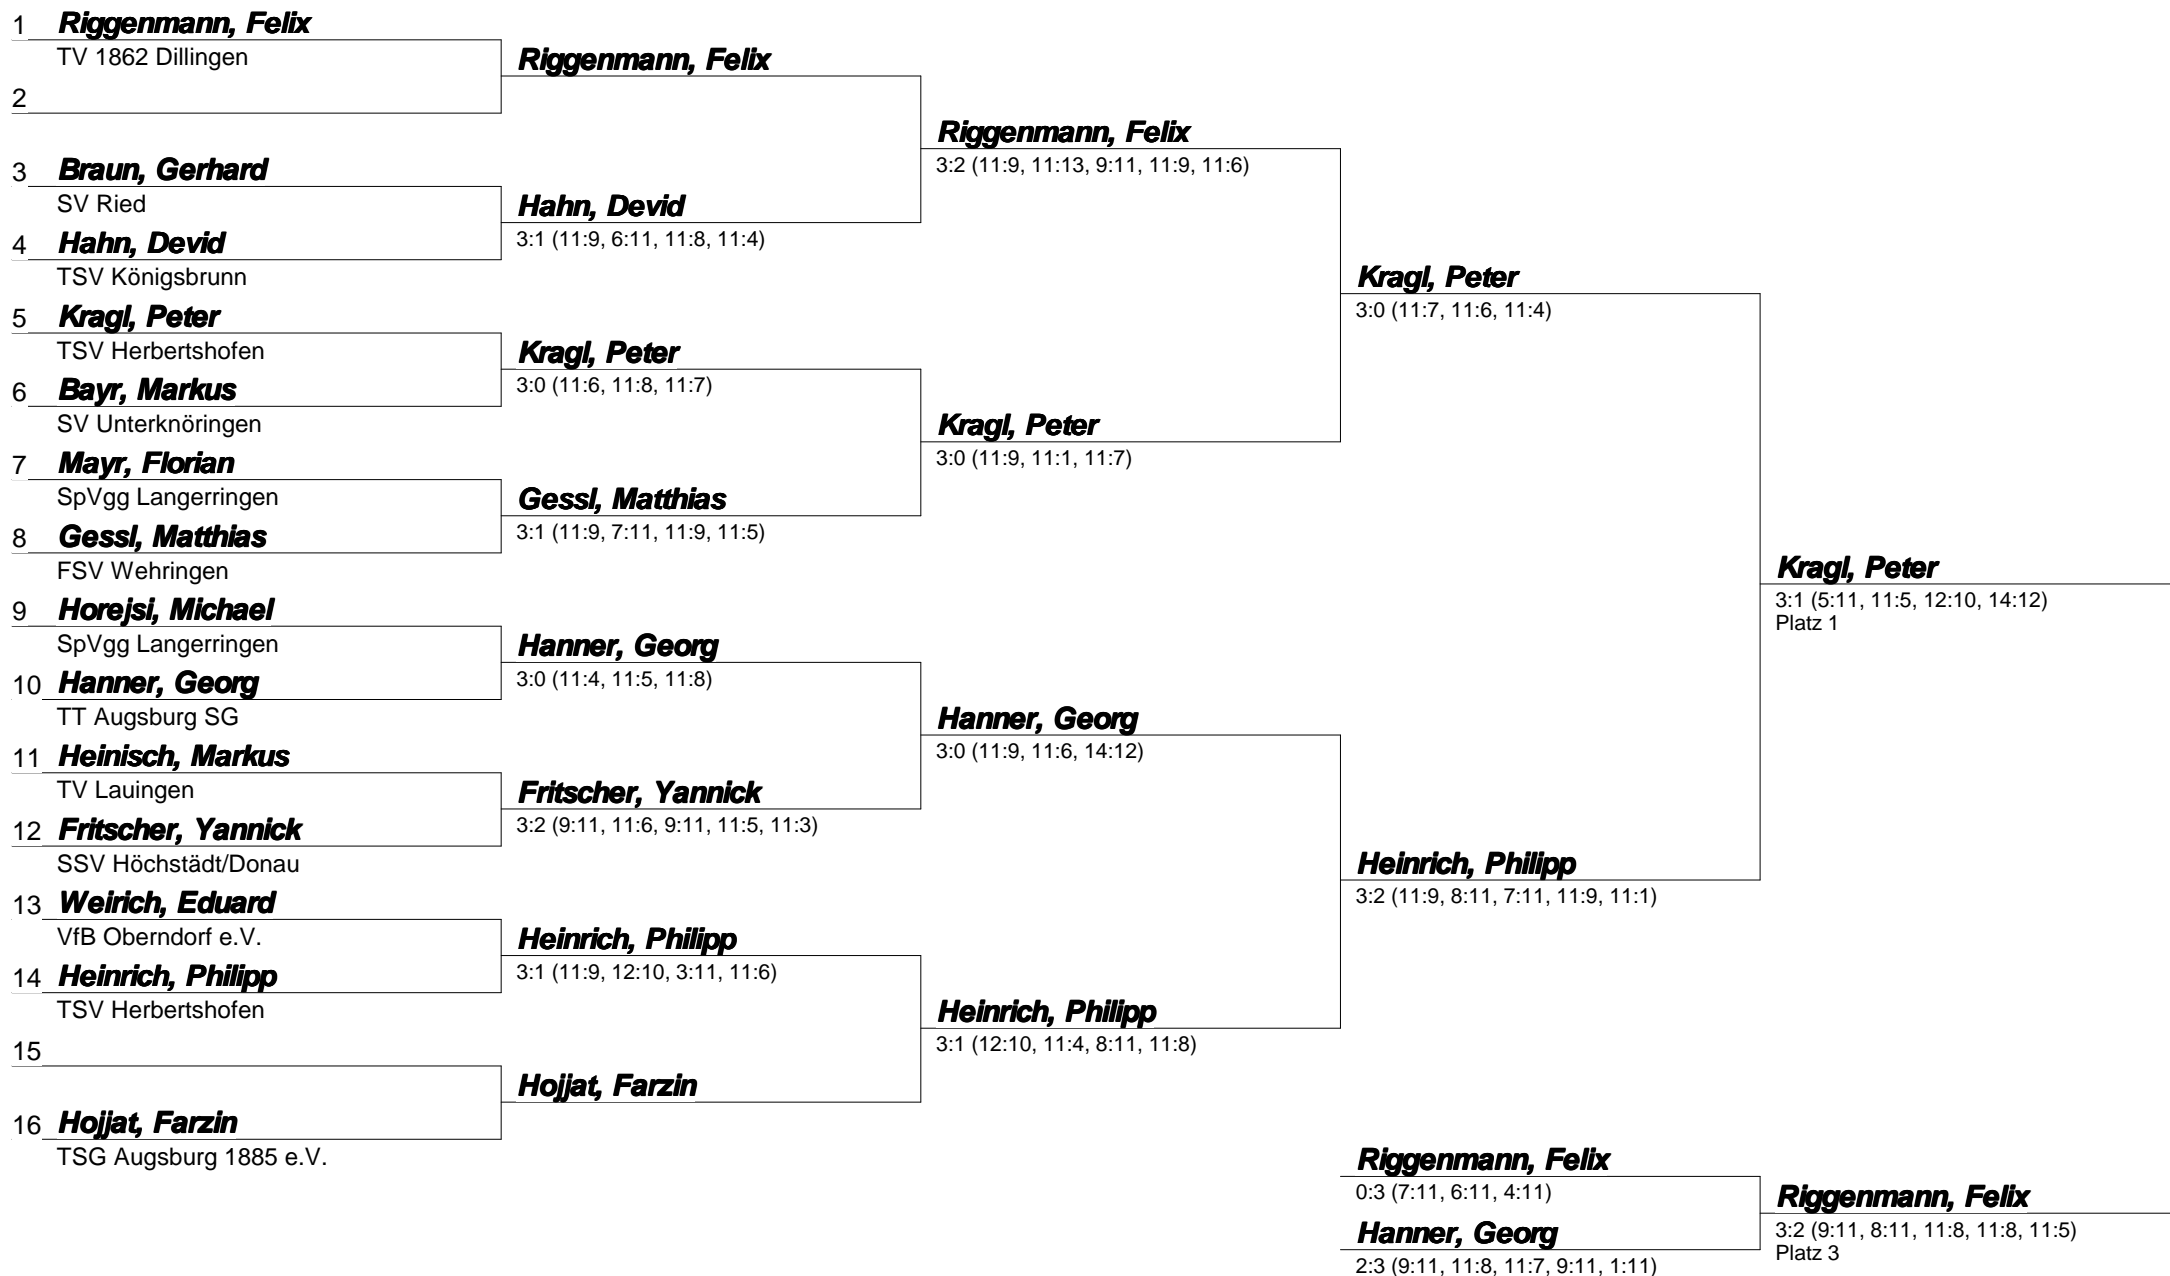 1 Riggenmann, Felix
TV 1862 Dillingen
2
3 Braun, Gerhard
SV Ried
4 Hahn, Devid
TSV Königsbrunn
5 Kragl, Peter
TSV Herbertshofen
6 Bayr, Markus
SV Unterknöringen
7 Mayr, Florian
SpVgg Langerringen
8 Gessl, Matthias
FSV Wehringen
9 Horejsi, Michael
SpVgg Langerringen
10 Hanner, Georg
TT Augsburg SG
11 Heinisch, Markus
TV Lauingen
12 Fritscher, Yannick
SSV Höchstädt/Donau
13 Weirich, Eduard
VfB Oberndorf e.V.
14 Heinrich, Philipp
TSV Herbertshofen
15
16 Hojjat, Farzin
TSG Augsburg 1885 e.V.
Riggenmann, Felix
Hahn, Devid
3:1 (11:9, 6:11, 11:8, 11:4)
Kragl, Peter
3:0 (11:6, 11:8, 11:7)
Gessl, Matthias
3:1 (11:9, 7:11, 11:9, 11:5)
Hanner, Georg
3:0 (11:4, 11:5, 11:8)
Fritscher, Yannick
3:2 (9:11, 11:6, 9:11, 11:5, 11:3)
Heinrich, Philipp
3:1 (11:9, 12:10, 3:11, 11:6)
Hojjat, Farzin
Riggenmann, Felix
3:2 (11:9, 11:13, 9:11, 11:9, 11:6)
Kragl, Peter
3:0 (11:9, 11:1, 11:7)
Hanner, Georg
3:0 (11:9, 11:6, 14:12)
Heinrich, Philipp
3:1 (12:10, 11:4, 8:11, 11:8)
Kragl, Peter
3:0 (11:7, 11:6, 11:4)
Heinrich, Philipp
3:2 (11:9, 8:11, 7:11, 11:9, 11:1)
Kragl, Peter
3:1 (5:11, 11:5, 12:10, 14:12)
Platz 1
Riggenmann, Felix
0:3 (7:11, 6:11, 4:11)
Hanner, Georg
2:3 (9:11, 11:8, 11:7, 9:11, 1:11)
Riggenmann, Felix
3:2 (9:11, 8:11, 11:8, 11:8, 11:5)
Platz 3